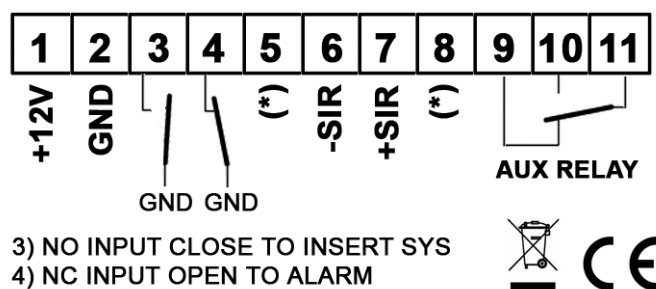 1 2 3 4 5 6 7 8 9 10 11
+12V GND (*) -SIR +SIR (*)
AUX RELAY
GND GND
3) NO INPUT CLOSE TO INSERT SYS
4) NC INPUT OPEN TO ALARM
CE